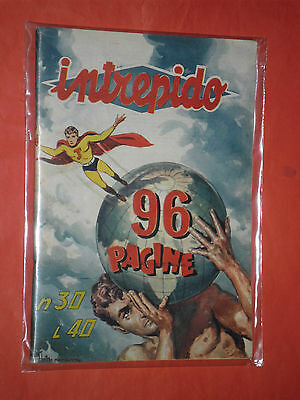 intrepido
96
PAGINE
n 30
L 40